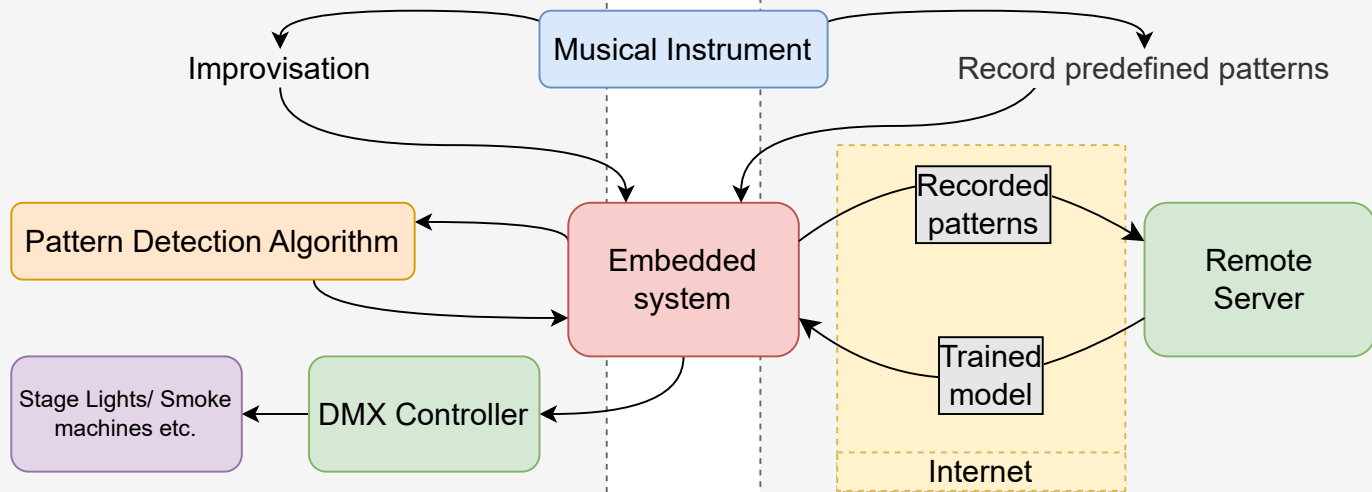 Musical Instrument
Improvisation
Record predefined patterns
Recorded
patterns
Pattern Detection Algorithm
Embedded
system
Remote
Server
Trained
model
Stage Lights/ Smoke
machines etc.
DMX Controller
Internet